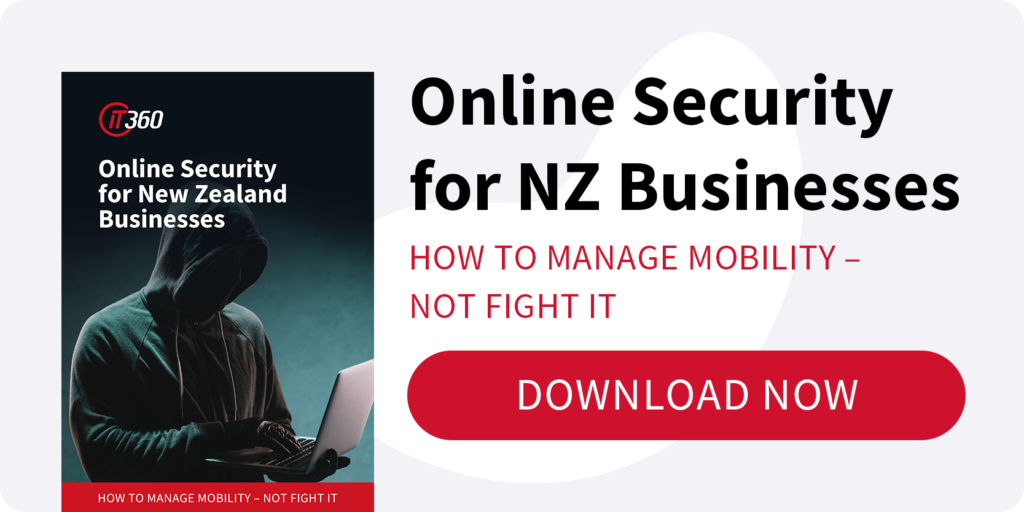 iT360
Online Security
for New Zealand
Businesses
HOW TO MANAGE MOBILITY – NOT FIGHT IT
Online Security
for NZ Businesses
HOW TO MANAGE MOBILITY –
NOT FIGHT IT
DOWNLOAD NOW